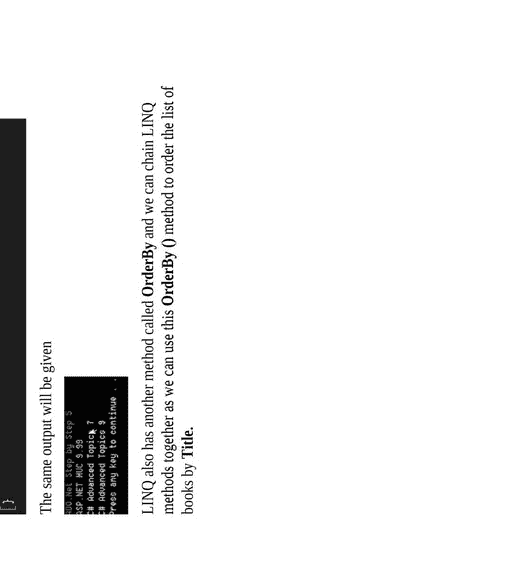 }
The same output will be given
ADO.Net Step by Step 5
ASP.NET MVC 9.99
C# Advanced Topics 7
C# Advanced Topics 9
Press any key to continue . .
LINQ also has another method called OrderBy and we can chain LINQ
methods together as we can use this OrderBy () method to order the list of
books by Title.